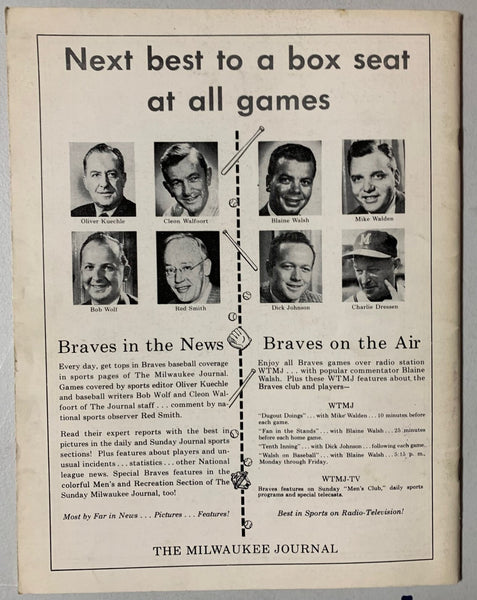 Next best to a box seat
at all games
Oliver Kuechle
Cleon Walfoort
Blaine Walsh
Mike Walden
Bob Wolf
Red Smith
Dick Johnson
Charlie Dressen
M
Braves in the News
Every day, get tops in Braves baseball coverage
in sports pages of The Milwaukee Journal.
Games covered by sports editor Oliver Kuechle
and baseball writers Bob Wolf and Cleon Wal-
foort of The Journal staff . . . comment by na-
tional sports observer Red Smith.
Read their expert reports with the best in
pictures in the daily and Sunday Journal sports
sections! Plus features about players and un-
usual incidents . . . statistics . . . other National
league news. Special Braves features in the
colorful Men's and Recreation Section of The
Sunday Milwaukee Journal, too!
Most by Far in News . . . Pictures . . . Features!
Braves on the Air
Enjoy all Braves games over radio station
WTMJ . . . with popular commentator Blaine
Walsh. Plus these WTMJ features about the
Braves club and players—
WTMJ
"Dugout Doings" . . . with Mike Walden . . . 10 minutes before
each game.
"Fan in the Stands" . . . with Blaine Walsh . . . 25 minutes
before each home game.
"Tenth Inning" . . . with Dick Johnson . . . following each game.
"Walsh on Baseball" . . . with Blaine Walsh . . . 5:15 p. m.,
Monday through Friday.
WTMJ-TV
Braves features on Sunday "Men's Club," daily sports
programs and special telecasts.
Best in Sports on Radio-Television!
THE MILWAUKEE JOURNAL